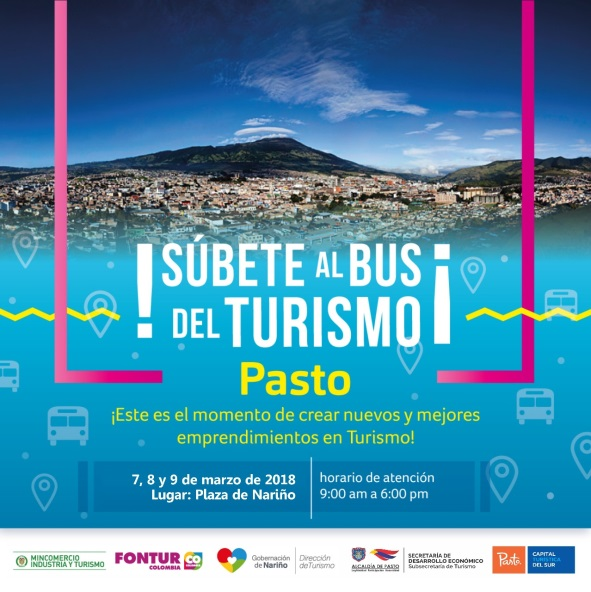 !SÚBETE AL BUS
DEL TURISMO¡
Pasto
¡Este es el momento de crear nuevos y mejores
emprendimientos en Turismo!
7, 8 y 9 de marzo de 2018
Lugar: Plaza de Nariño
horario de atención
9:00 am a 6:00 pm
MINCOMERCIO
INDUSTRIA Y TURISMO
FONTUR
COLOMBIA
CO
Gobernación
de Nariño
Dirección
de Turismo
ALCALDÍA DE PASTO
SECRETARÍA DE
DESARROLLO ECONÓMICO
Subsecretaría de Turismo
Pasto
CAPITAL
TURÍSTICA
DEL SUR